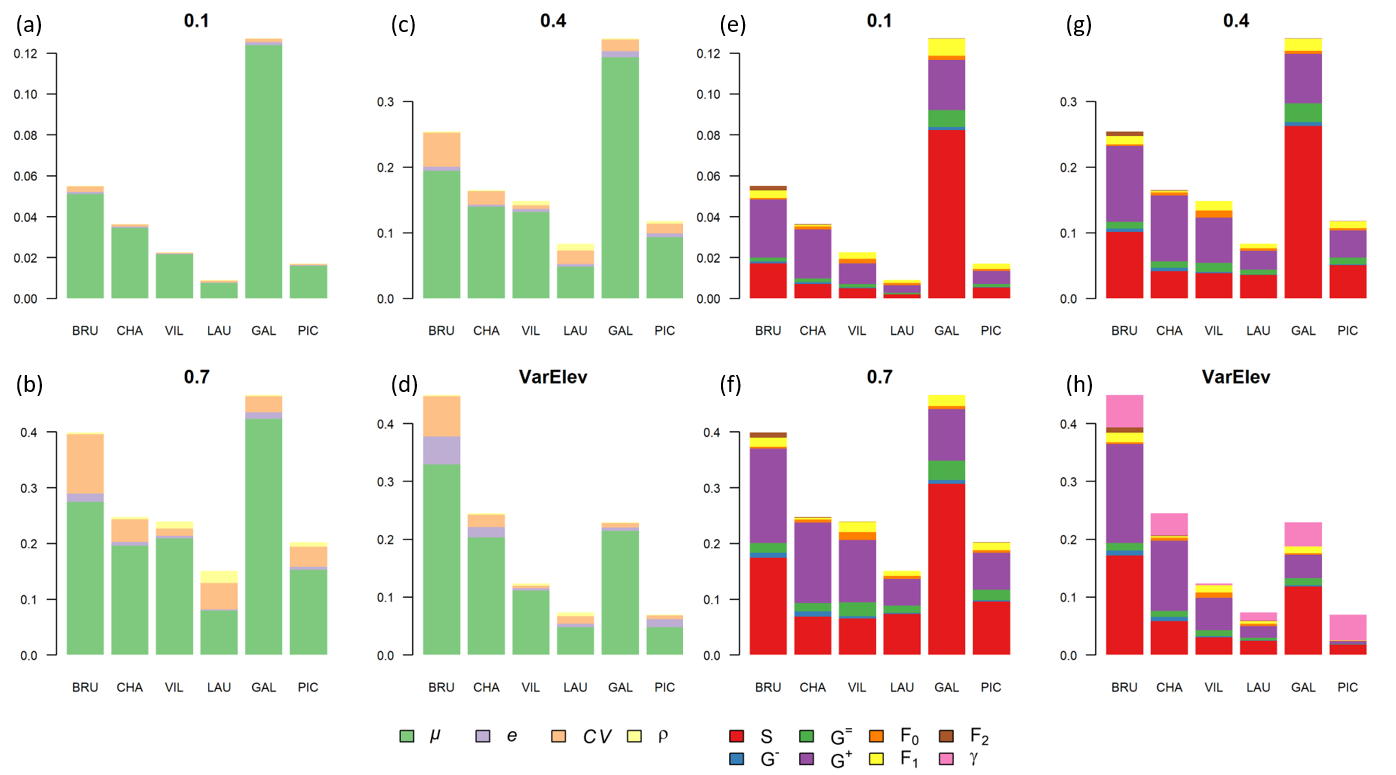 (a) 0.1 (c) 0.4 (e) 0.1 (g) 0.4
0.12 0.12
0.10 0.3 0.10 0.3
0.08 0.08
0.06 0.2 0.06 0.2
0.04 0.04
0.02 0.1 0.02 0.1
0.00 0.0 0.00 0.0
BRU CHA VIL LAU GAL PIC BRU CHA VIL LAU GAL PIC BRU CHA VIL LAU GAL PIC BRU CHA VIL LAU GAL PIC
(b) 0.7 (d) VarElev (f) 0.7 (h) VarElev
0.4 0.4 0.4 0.4
0.3 0.3 0.3 0.3
0.2 0.2 0.2 0.2
0.1 0.1 0.1 0.1
0.0 0.0 0.0 0.0
BRU CHA VIL LAU GAL PIC BRU CHA VIL LAU GAL PIC BRU CHA VIL LAU GAL PIC BRU CHA VIL LAU GAL PIC
μ e CV ρ S G⁼ F₀ F₂
G⁻ G⁺ F₁ γ